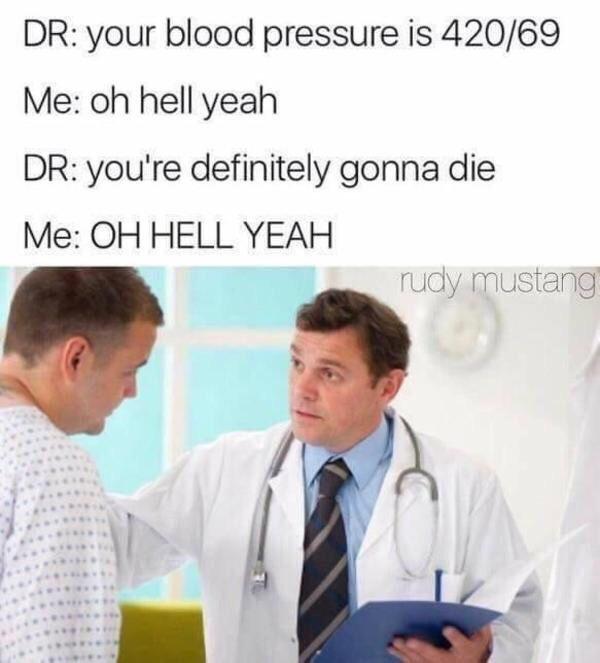 DR: your blood pressure is 420/69
Me: oh hell yeah
DR: you're definitely gonna die
Me: OH HELL YEAH
rudy mustang